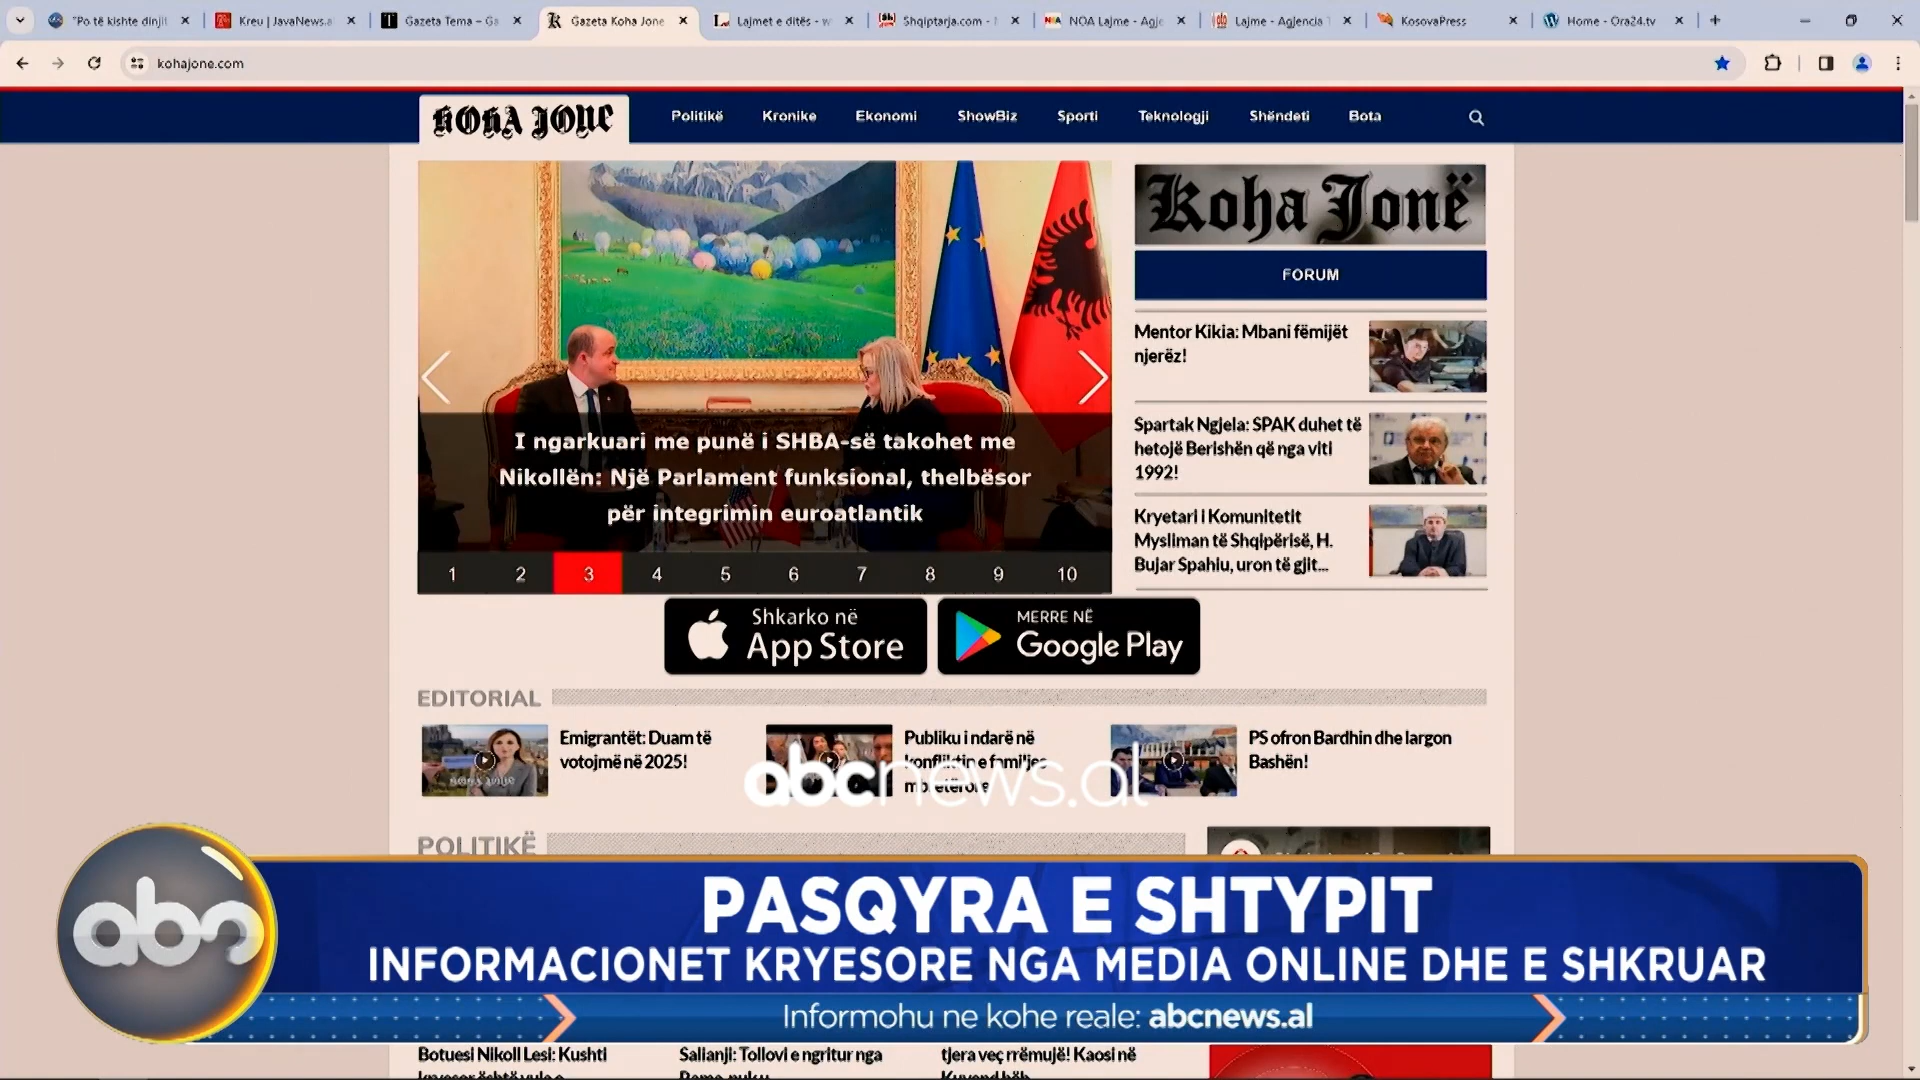 "Po të kishte dinjit
Kreu | JavaNews.a
Gazeta Tema – Ga
Gazeta Koha Jone
Lajmet e ditës - w
Shqiptarja.com -
NOA Lajme - Agje
Lajme - Agjencia
KosovaPress
Home - Ora24.tv
kohajone.com
KOHA JONE
Politikë
Kronike
Ekonomi
ShowBiz
Sporti
Teknologji
Shëndeti
Bota
Koha Jonë
FORUM
I ngarkuari me punë i SHBA-së takohet me
Nikollën: Një Parlament funksional, thelbësor
për integrimin euroatlantik
1 2 3 4 5 6 7 8 9 10
Mentor Kikia: Mbani fëmijët
njerëz!
Spartak Ngjela: SPAK duhet të
hetojë Berishën që nga viti
1992!
Kryetari i Komunitetit
Mysliman të Shqipërisë, H.
Bujar Spahiu, uron të gjit...
Shkarko në
App Store
MERRE NË
Google Play
EDITORIAL
Emigrantët: Duam të
votojmë në 2025!
Publiku i ndarë në
konfliktin e familjes
mbretërore
PS ofron Bardhin dhe largon
Bashën!
abcnews.al
POLITIKË
abn
PASQYRA E SHTYPIT
INFORMACIONET KRYESORE NGA MEDIA ONLINE DHE E SHKRUAR
Informohu ne kohe reale: abcnews.al
Botuesi Nikoll Lesi: Kushti
Salianji: Tollovi e ngritur nga
tjera veç rrëmujë! Kaosi në